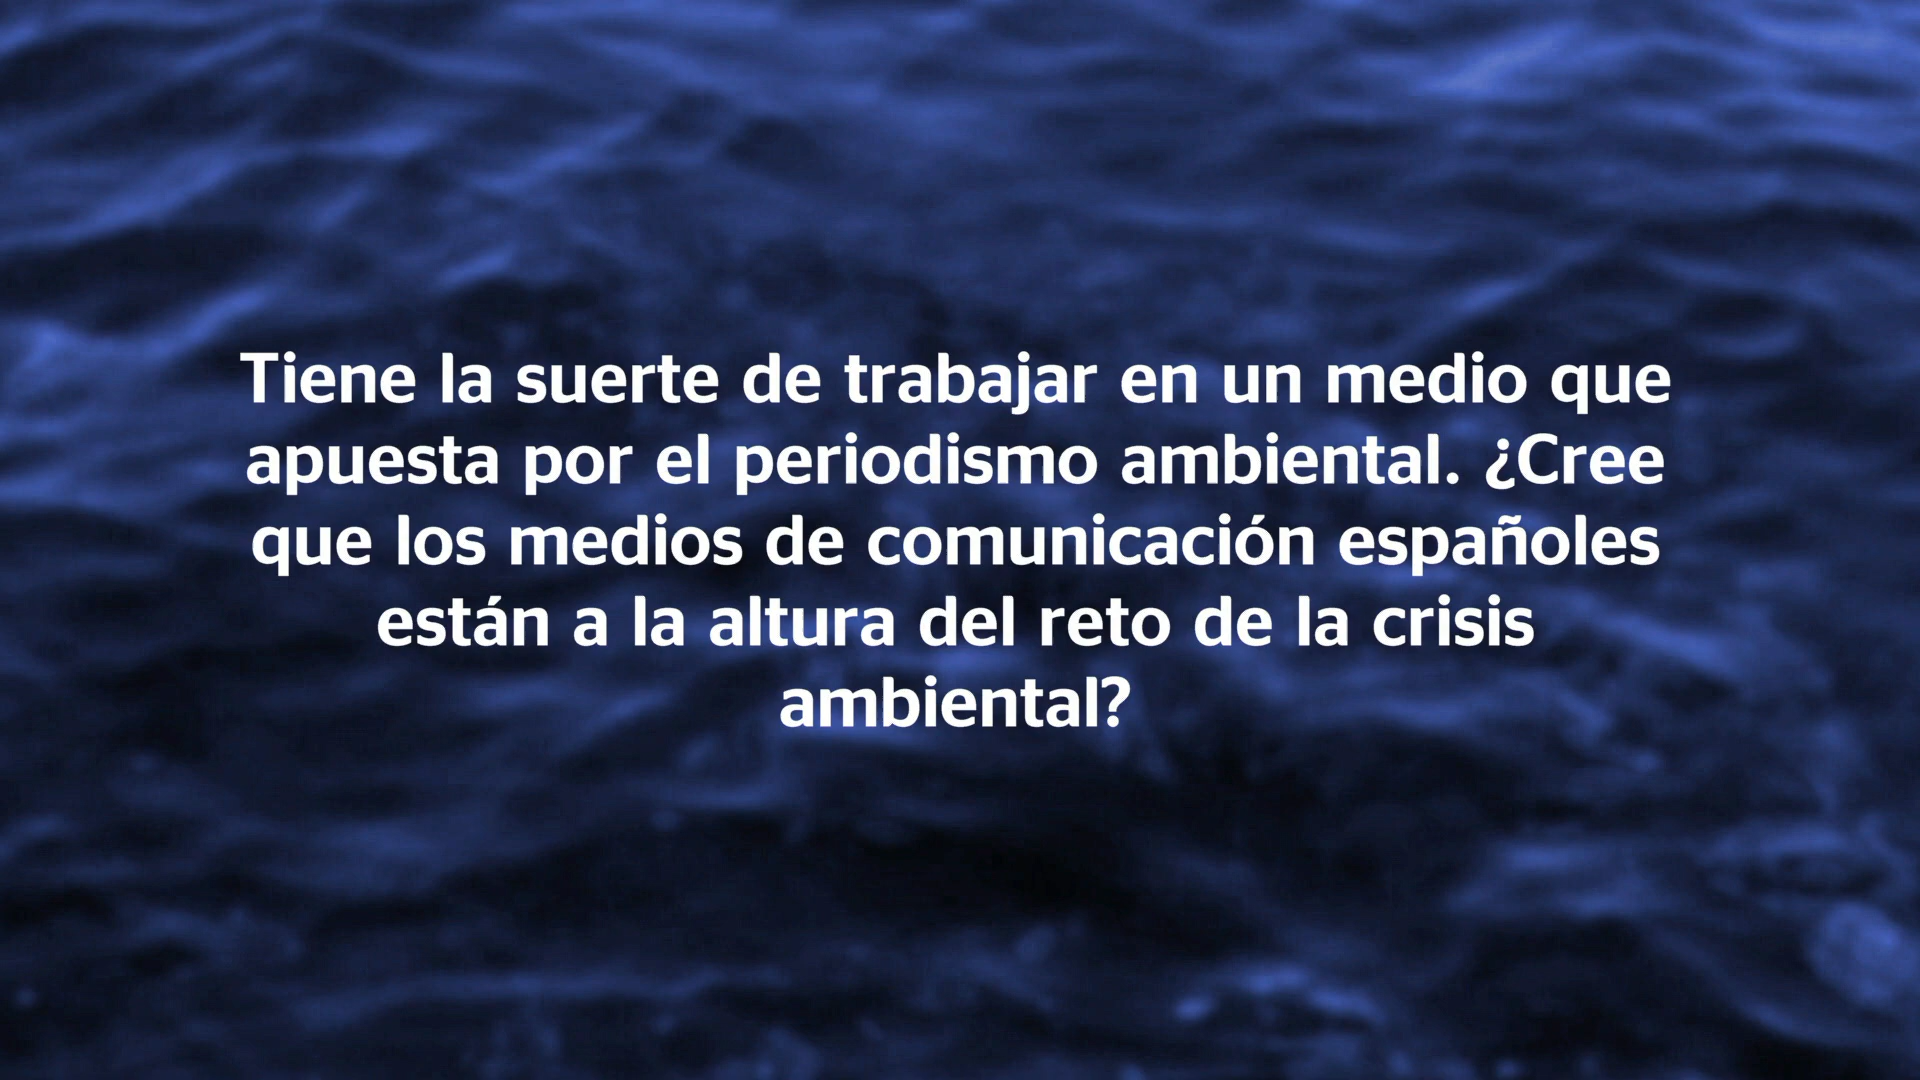 Tiene la suerte de trabajar en un medio que
apuesta por el periodismo ambiental. ¿Cree
que los medios de comunicación españoles
están a la altura del reto de la crisis
ambiental?